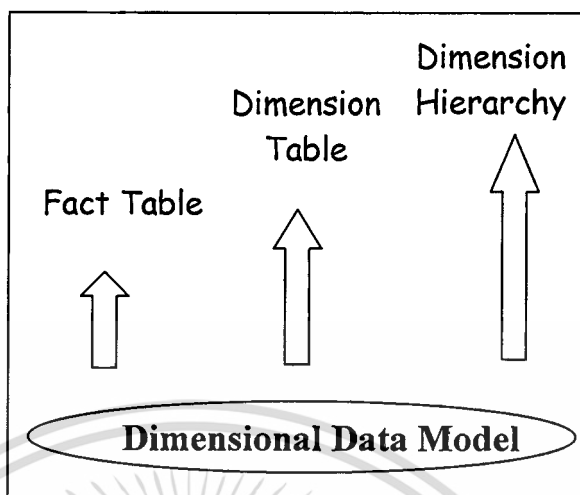 Dimension
Hierarchy
Dimension
Table
Fact Table
Dimensional Data Model